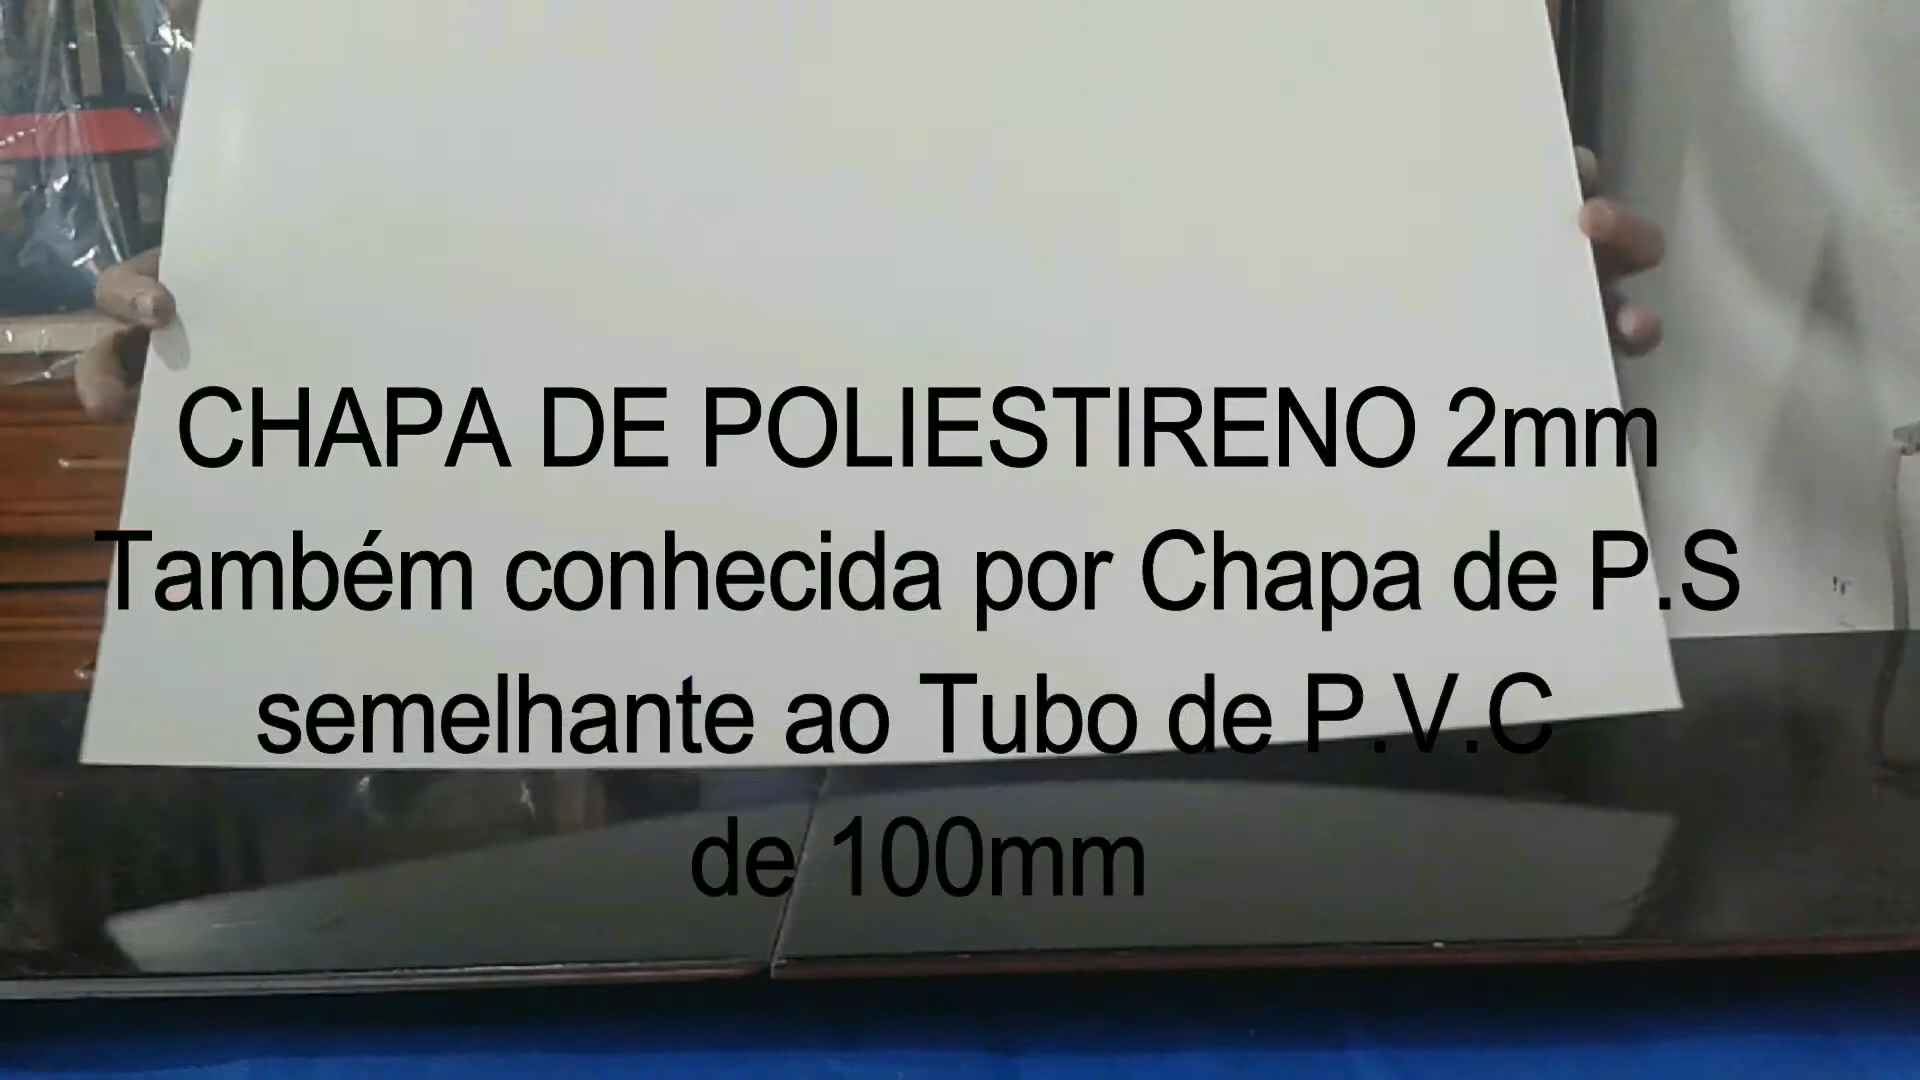 CHAPA DE POLIESTIRENO 2mm
Também conhecida por Chapa de P.S
semelhante ao Tubo de P.V.C
de 100mm